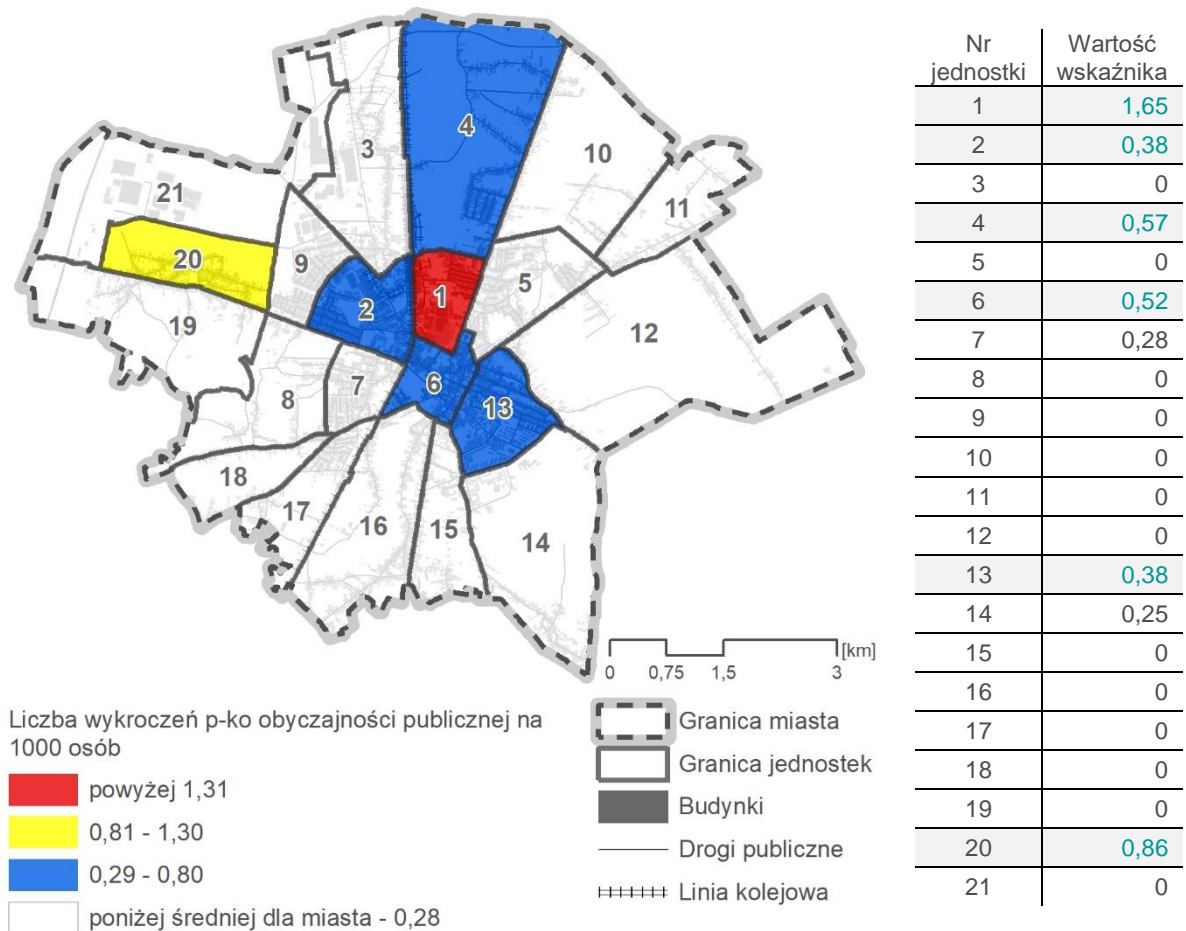 4
3
10
11
21
20
9
5
1
2
19
12
6
7
8
13
18
17
16
15
14
[km]
0 0,75 1,5 3
Liczba wykroczeń p-ko obyczajności publicznej na
1000 osób
powyżej 1,31
0,81 - 1,30
0,29 - 0,80
poniżej średniej dla miasta - 0,28
Granica miasta
Granica jednostek
Budynki
Drogi publiczne
Linia kolejowa
Nr Wartość
jednostki wskaźnika
1 1,65
2 0,38
3 0
4 0,57
5 0
6 0,52
7 0,28
8 0
9 0
10 0
11 0
12 0
13 0,38
14 0,25
15 0
16 0
17 0
18 0
19 0
20 0,86
21 0